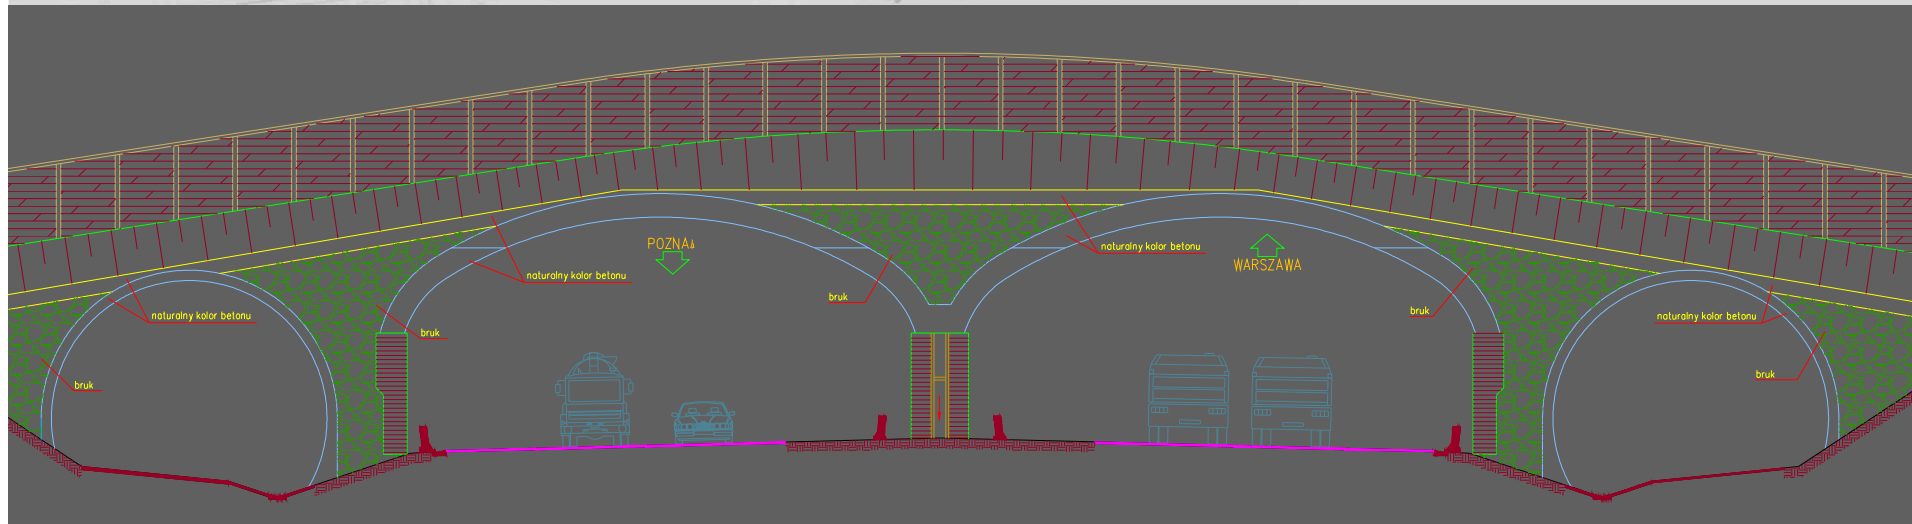 POZNAŃ
naturalny kolor betonu
WARSZAWA
naturalny kolor betonu
bruk
bruk
naturalny kolor betonu
naturalny kolor betonu
bruk
bruk
bruk